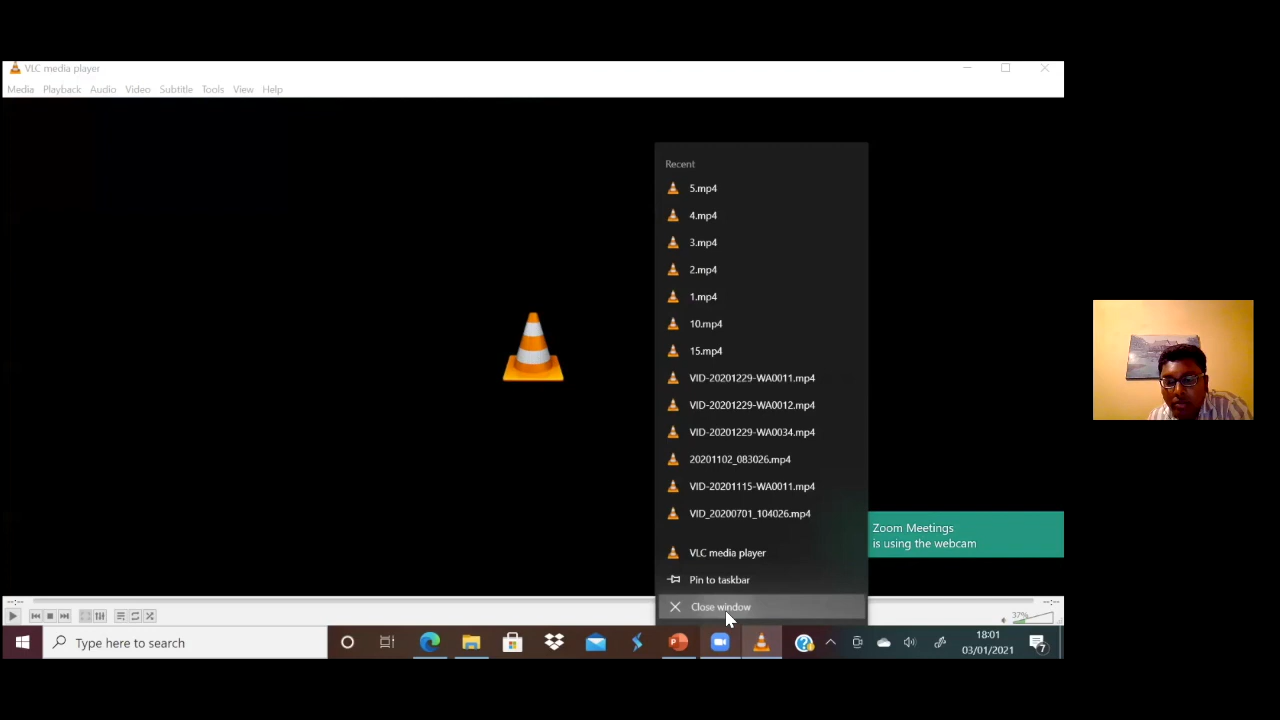 VLC media player
Media Playback Audio Video Subtitle Tools View Help
Recent
5.mp4
4.mp4
3.mp4
2.mp4
1.mp4
10.mp4
15.mp4
VID-20201229-WA0011.mp4
VID-20201229-WA0012.mp4
VID-20201229-WA0034.mp4
20201102_083026.mp4
VID-20201115-WA0011.mp4
VID_20200701_104026.mp4
VLC media player
Pin to taskbar
Close window
Zoom Meetings
is using the webcam
--:-- --:--
37%
Type here to search
18:01
03/01/2021
7